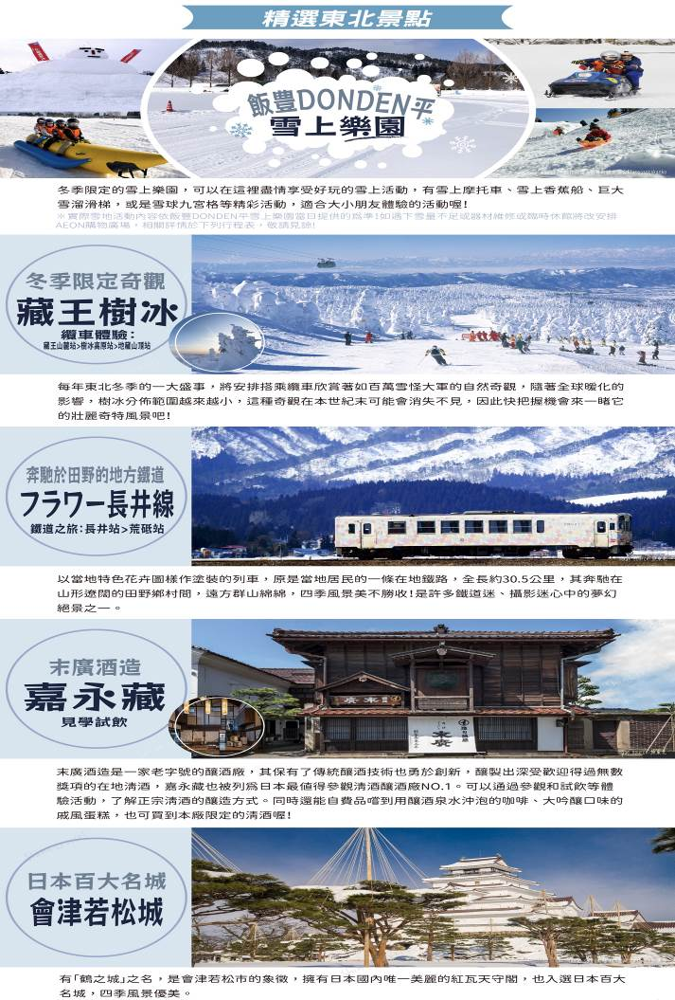 精選東北景點
飯豐DONDEN平
雪上樂園
冬季限定的雪上樂園，可以在這裡盡情享受好玩的雪上活動，有雪上摩托車、雪上香蕉船、巨大
雪溜滑梯，或是雪球九宮格等精彩活動，適合大小朋友體驗的活動喔!
※實際雪地活動內容依飯豐DONDEN平雪上樂園當日提供的為準!如遇下雪量不足或器材維修或臨時休館將改安排
AEON購物廣場，相關詳情於下列行程表，敬請見諒!
冬季限定奇觀
藏王樹冰
纜車體驗：
藏王山麓站>樹冰高原站>地藏山頂站
每年東北冬季的一大盛事，將安排搭乘纜車欣賞著如百萬雪怪大軍的自然奇觀，隨著全球暖化的
影響，樹冰分佈範圍越來越小，這種奇觀在本世紀末可能會消失不見，因此快把握機會來一睹它
的壯麗奇特風景吧!
奔馳於田野的地方鐵道
フラワー長井線
鐵道之旅：長井站>荒砥站
以當地特色花卉圖樣作塗裝的列車，原是當地居民的一條在地鐵路，全長約30.5公里，其奔馳在
山形遼闊的田野鄉村間，遠方群山綿綿，四季風景美不勝收!是許多鐵道迷、攝影迷心中的夢幻
絕景之一。
末廣酒造
嘉永藏
見學試飲
末廣
末廣酒造是一家老字號的釀酒廠，其保有了傳統釀酒技術也勇於創新，釀製出深受歡迎得過無數
獎項的在地清酒，嘉永藏也被列為日本最值得參觀清酒釀酒廠NO.1。可以通過參觀和試飲等體
驗活動，了解正宗清酒的釀造方式。同時還能自費品嚐到用釀酒泉水沖泡的咖啡、大吟釀口味的
戚風蛋糕，也可買到本廠限定的清酒喔!
日本百大名城
會津若松城
有「鶴之城」之名，是會津若松市的象徵，擁有日本國內唯一美麗的紅瓦天守閣，也入選日本百大
名城，四季風景優美。